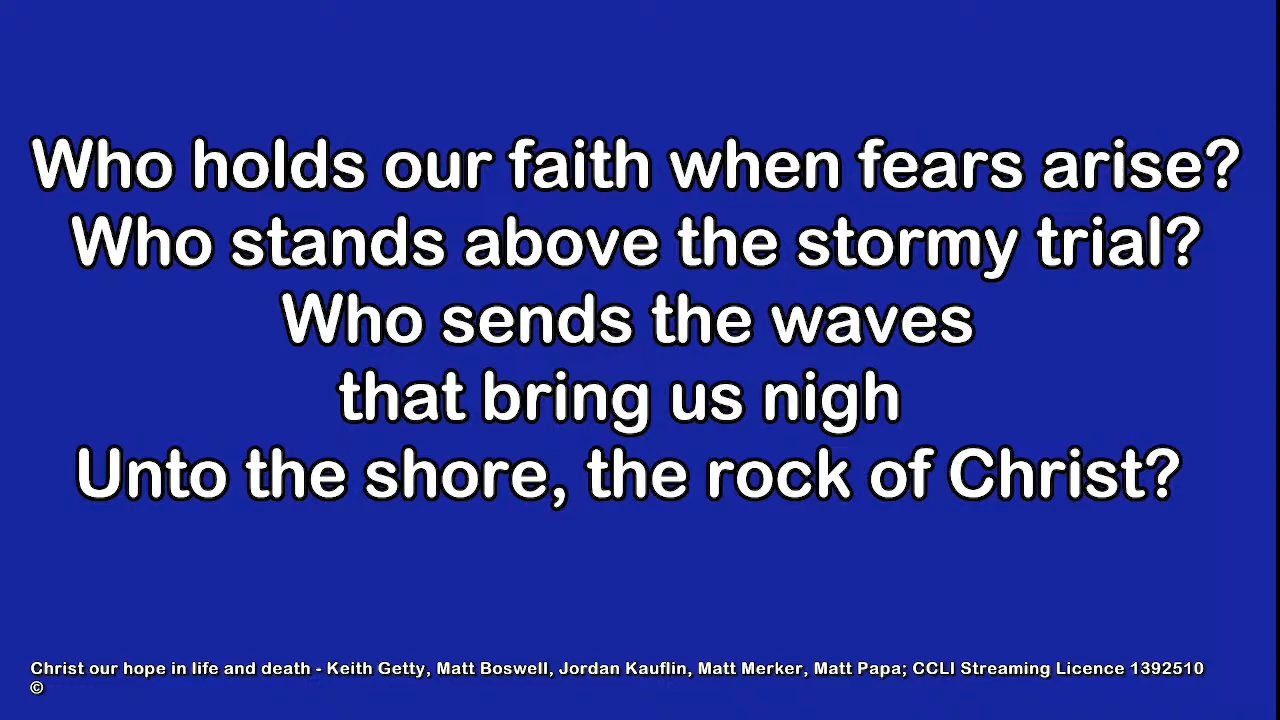 Who holds our faith when fears arise?
Who stands above the stormy trial?
Who sends the waves
that bring us nigh
Unto the shore, the rock of Christ?
Christ our hope in life and death - Keith Getty, Matt Boswell, Jordan Kauflin, Matt Merker, Matt Papa; CCLI Streaming Licence 1392510
©